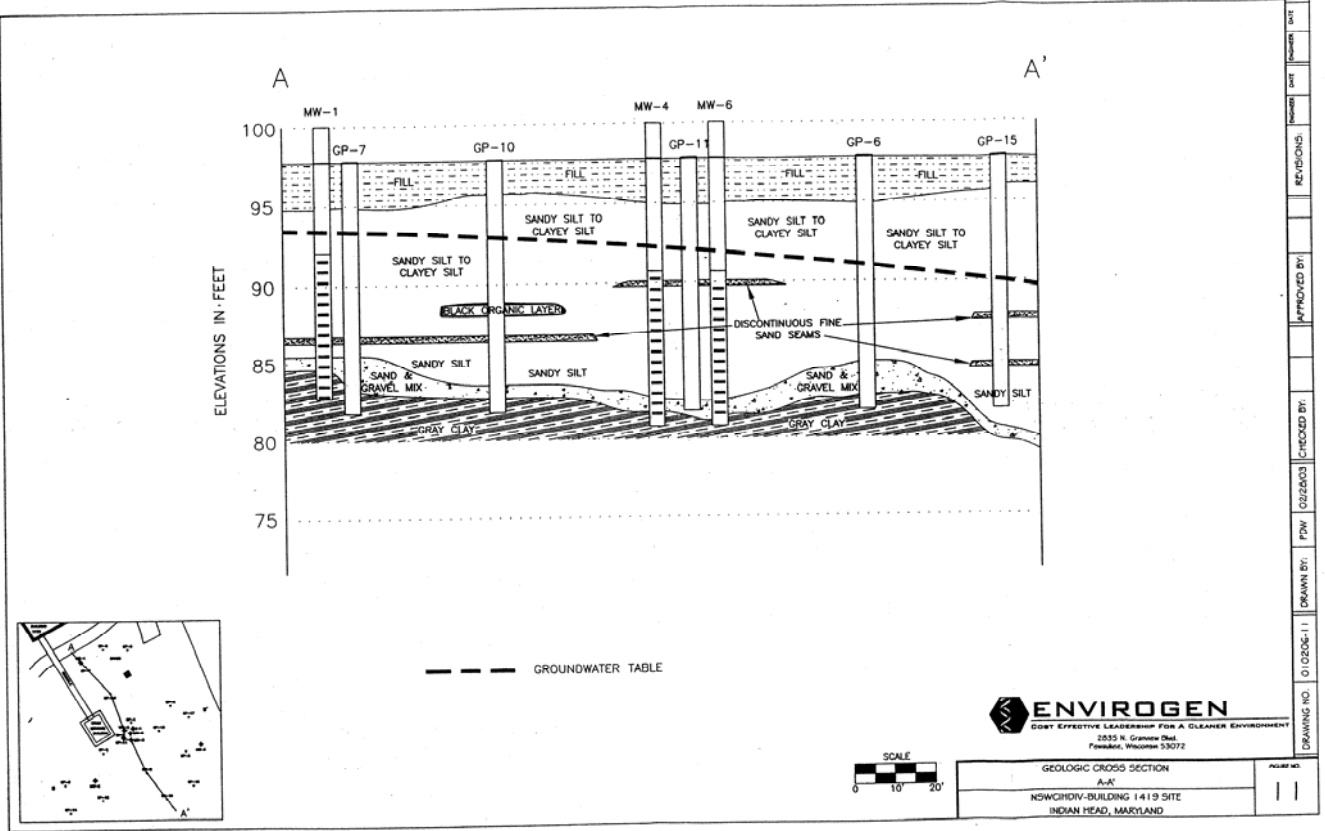 A
A'
MW-1
MW-4
MW-6
GP-7
GP-10
GP-11
GP-6
GP-15
100
95
90
85
80
75
ELEVATIONS IN FEET
FILL
FILL
FILL
FILL
SANDY SILT TO
CLAYEY SILT
SANDY SILT TO
CLAYEY SILT
SANDY SILT TO
CLAYEY SILT
SANDY SILT TO
CLAYEY SILT
BLACK ORGANIC LAYER
DISCONTINUOUS FINE
SAND SEAMS
SANDY SILT
SANDY SILT
SAND &
GRAVEL MIX
SAND &
GRAVEL MIX
SANDY SILT
GRAY CLAY
GRAY CLAY
GROUNDWATER TABLE
A
A'
ENVIROGEN
COST EFFECTIVE LEADERSHIP FOR A CLEANER ENVIRONMENT
2835 N. Grandview Blvd.
Pewaukee, Wisconsin 53072
SCALE
0 10' 20'
GEOLOGIC CROSS SECTION
A-A'
NSWCIHDIV-BUILDING 1419 SITE
INDIAN HEAD, MARYLAND
FIGURE NO.
11
DRAWING NO. 010206-11
DRAWN BY: PDW 02/28/03
CHECKED BY:
APPROVED BY:
REVISIONS:
ENGINEER DATE
ENGINEER DATE